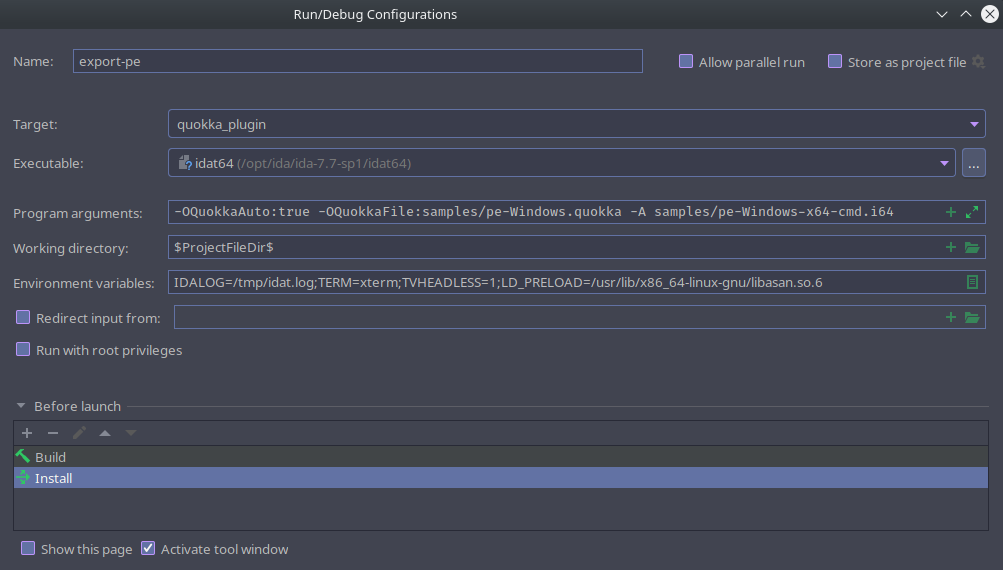 Run/Debug Configurations
Name: export-pe Allow parallel run Store as project file
Target: quokka_plugin
Executable: idat64 (/opt/ida/ida-7.7-sp1/idat64) ...
Program arguments: -OQuokkaAuto:true -OQuokkaFile:samples/pe-Windows.quokka -A samples/pe-Windows-x64-cmd.i64
Working directory: $ProjectFileDir$
Environment variables: IDALOG=/tmp/idat.log;TERM=xterm;TVHEADLESS=1;LD_PRELOAD=/usr/lib/x86_64-linux-gnu/libasan.so.6
Redirect input from:
Run with root privileges
Before launch
Build
Install
Show this page Activate tool window